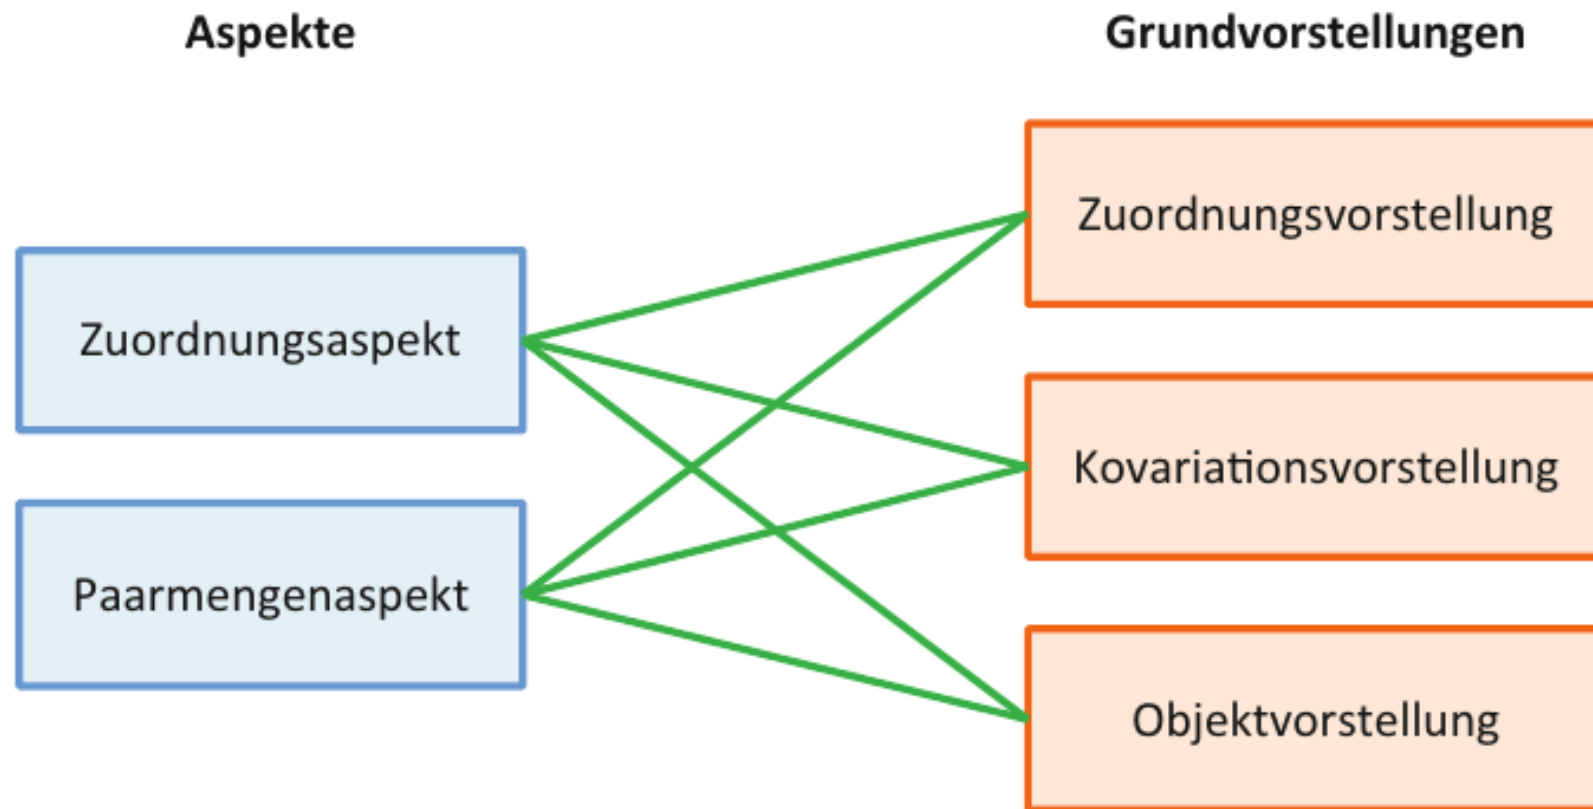 Aspekte
Grundvorstellungen
Zuordnungsaspekt
Paarmengenaspekt
Zuordnungsvorstellung
Kovariationsvorstellung
Objektvorstellung